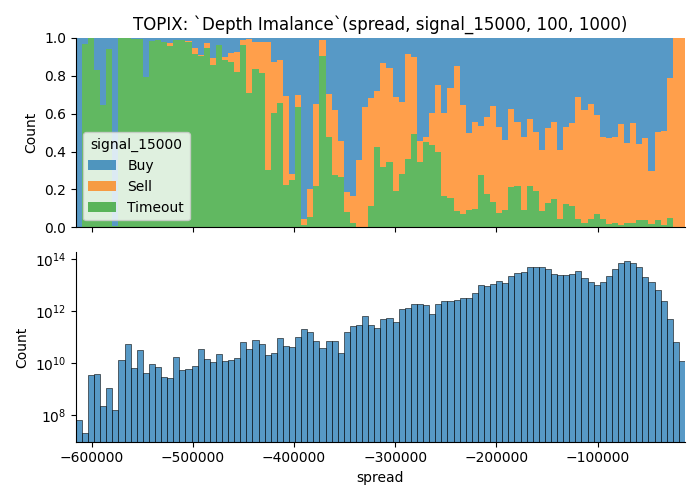 TOPIX: `Depth Imalance`(spread, signal_15000, 100, 1000)
Count
1.0
0.8
0.6
0.4
0.2
0.0
signal_15000
Buy
Sell
Timeout
Count
10^14
10^12
10^10
10^8
−600000 −500000 −400000 −300000 −200000 −100000
spread